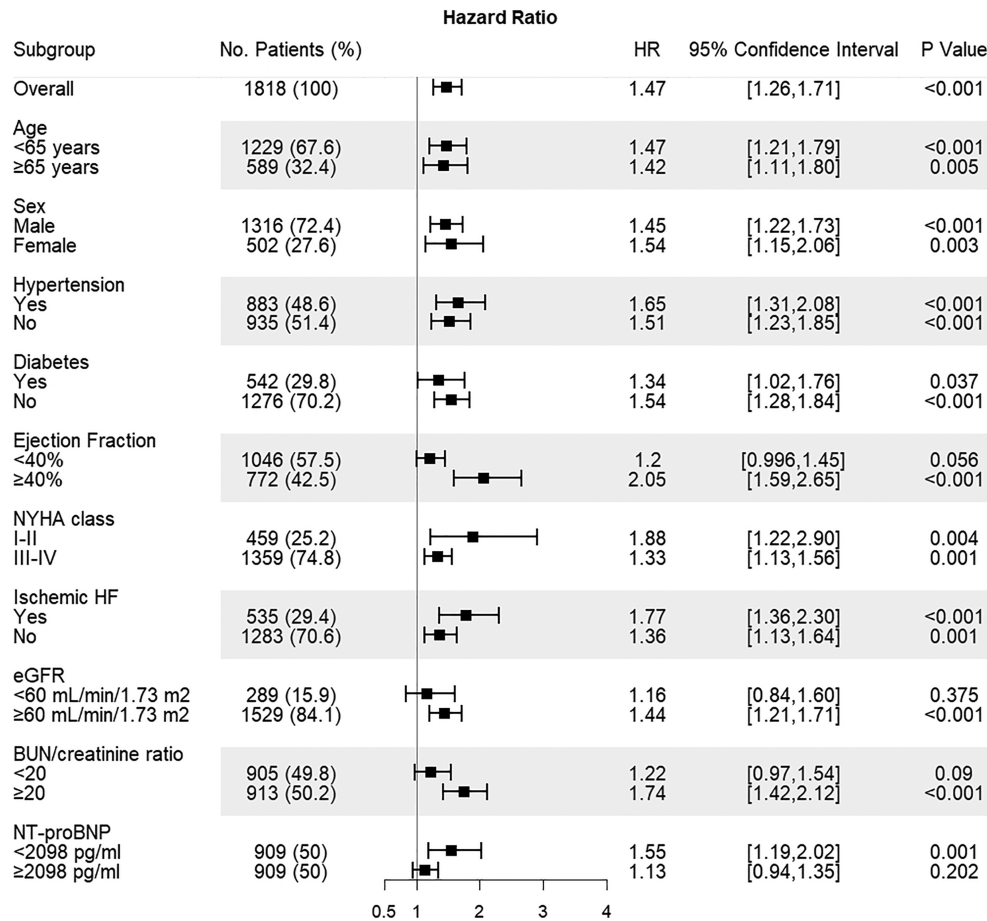 Hazard Ratio
Subgroup No. Patients (%) HR 95% Confidence Interval P Value
Overall 1818 (100) 1.47 [1.26,1.71] <0.001
Age
<65 years 1229 (67.6) 1.47 [1.21,1.79] <0.001
≥65 years 589 (32.4) 1.42 [1.11,1.80] 0.005
Sex
Male 1316 (72.4) 1.45 [1.22,1.73] <0.001
Female 502 (27.6) 1.54 [1.15,2.06] 0.003
Hypertension
Yes 883 (48.6) 1.65 [1.31,2.08] <0.001
No 935 (51.4) 1.51 [1.23,1.85] <0.001
Diabetes
Yes 542 (29.8) 1.34 [1.02,1.76] 0.037
No 1276 (70.2) 1.54 [1.28,1.84] <0.001
Ejection Fraction
<40% 1046 (57.5) 1.2 [0.996,1.45] 0.056
≥40% 772 (42.5) 2.05 [1.59,2.65] <0.001
NYHA class
I-II 459 (25.2) 1.88 [1.22,2.90] 0.004
III-IV 1359 (74.8) 1.33 [1.13,1.56] 0.001
Ischemic HF
Yes 535 (29.4) 1.77 [1.36,2.30] <0.001
No 1283 (70.6) 1.36 [1.13,1.64] 0.001
eGFR
<60 mL/min/1.73 m2 289 (15.9) 1.16 [0.84,1.60] 0.375
≥60 mL/min/1.73 m2 1529 (84.1) 1.44 [1.21,1.71] <0.001
BUN/creatinine ratio
<20 905 (49.8) 1.22 [0.97,1.54] 0.09
≥20 913 (50.2) 1.74 [1.42,2.12] <0.001
NT-proBNP
<2098 pg/ml 909 (50) 1.55 [1.19,2.02] 0.001
≥2098 pg/ml 909 (50) 1.13 [0.94,1.35] 0.202
0.5 1 2 3 4